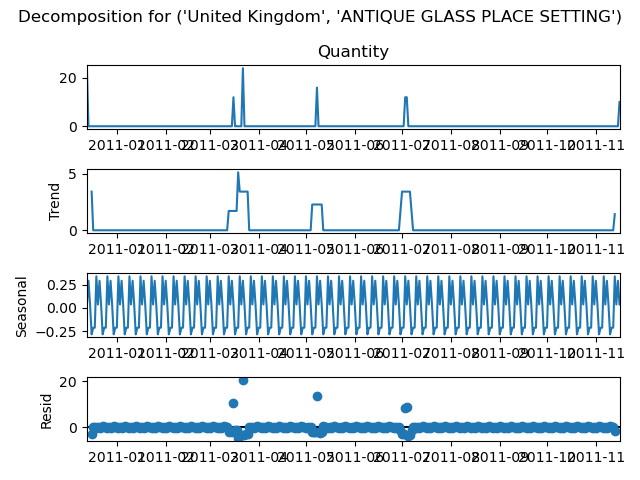 Decomposition for ('United Kingdom', 'ANTIQUE GLASS PLACE SETTING')
Quantity
20
0
2011-01 2011-02 2011-03 2011-04 2011-05 2011-06 2011-07 2011-08 2011-09 2011-10 2011-11
Trend
5
0
2011-01 2011-02 2011-03 2011-04 2011-05 2011-06 2011-07 2011-08 2011-09 2011-10 2011-11
Seasonal
0.25
0.00
−0.25
2011-01 2011-02 2011-03 2011-04 2011-05 2011-06 2011-07 2011-08 2011-09 2011-10 2011-11
Resid
20
0
2011-01 2011-02 2011-03 2011-04 2011-05 2011-06 2011-07 2011-08 2011-09 2011-10 2011-11